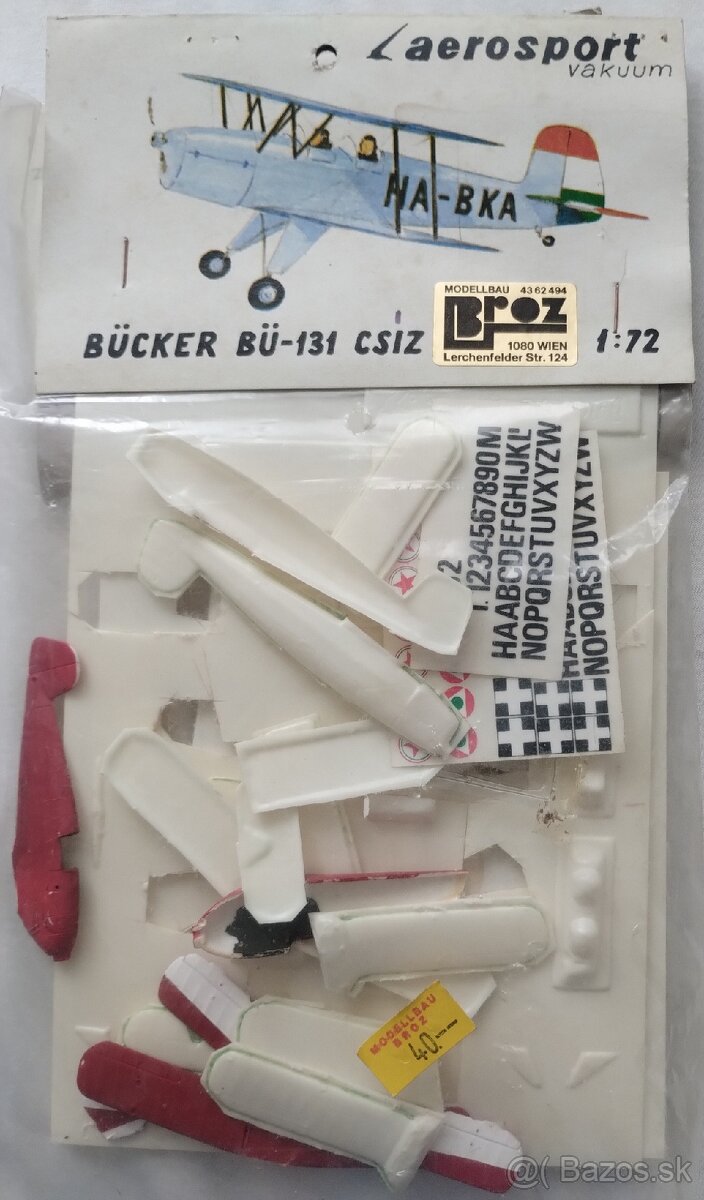 aerosport
vakuum
HA-BKA
MODELLBAU 43 62 494
Broz
1080 WIEN
Lerchenfelder Str. 124
BÜCKER BÜ-131 CSIZ
1:72
1234567890M
HAABCDEFGHIJKL
NOPQRSTUVXYZW
HAAB
NOPQRSTUVXYZW
MODELLBAU
BROZ
40.-
Bazos.sk